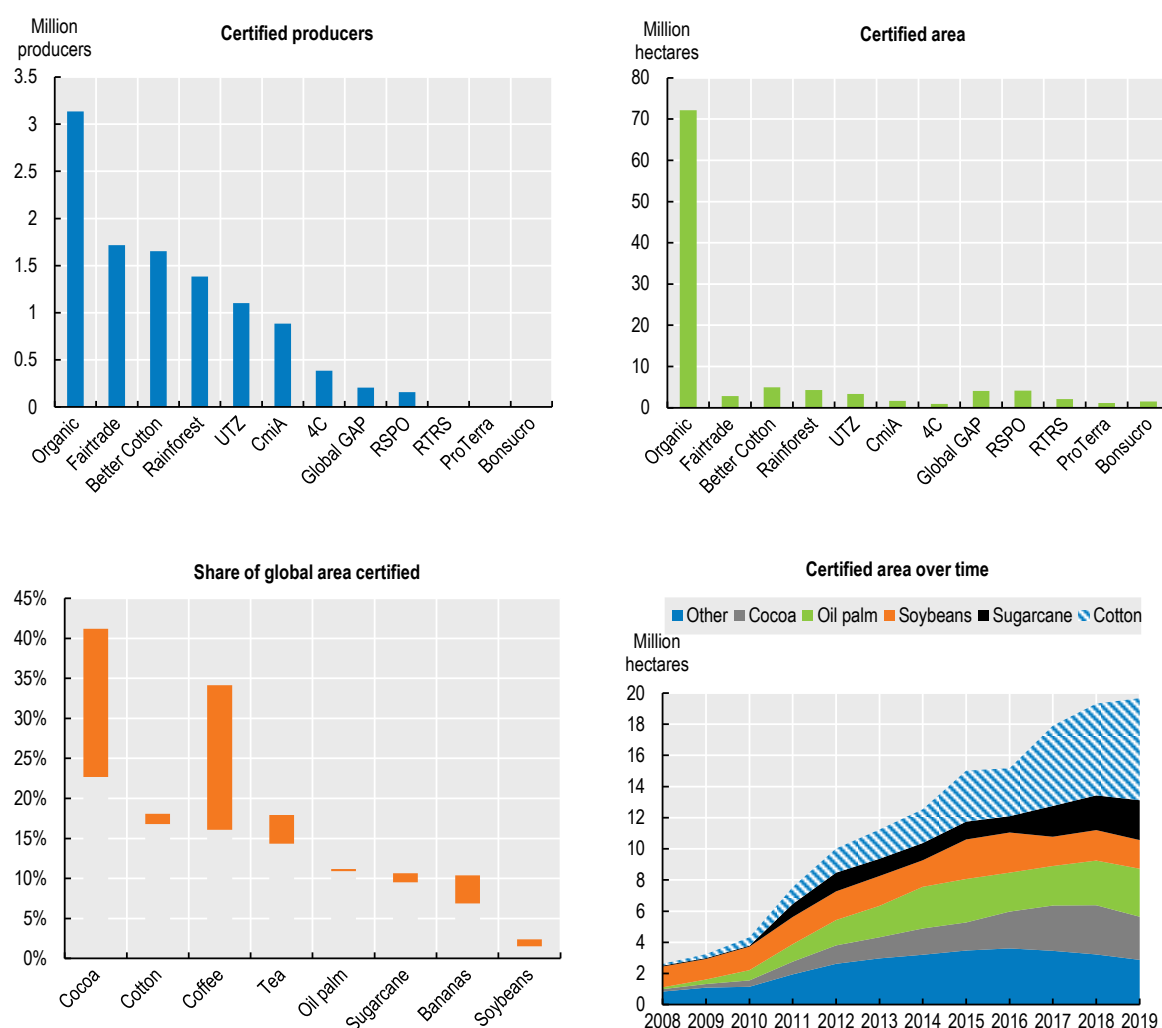 Certified producers
Million
producers
3.5
3
2.5
2
1.5
1
0.5
0
Organic
Fairtrade
Better Cotton
Rainforest
UTZ
CmiA
4C
Global GAP
RSPO
RTRS
ProTerra
Bonsucro
Certified area
Million
hectares
80
70
60
50
40
30
20
10
0
Organic
Fairtrade
Better Cotton
Rainforest
UTZ
CmiA
4C
Global GAP
RSPO
RTRS
ProTerra
Bonsucro
Share of global area certified
45%
40%
35%
30%
25%
20%
15%
10%
5%
0%
Cocoa
Cotton
Coffee
Tea
Oil palm
Sugarcane
Bananas
Soybeans
Certified area over time
Other Cocoa Oil palm Soybeans Sugarcane Cotton
Million
hectares
20
18
16
14
12
10
8
6
4
2
0
2008 2009 2010 2011 2012 2013 2014 2015 2016 2017 2018 2019